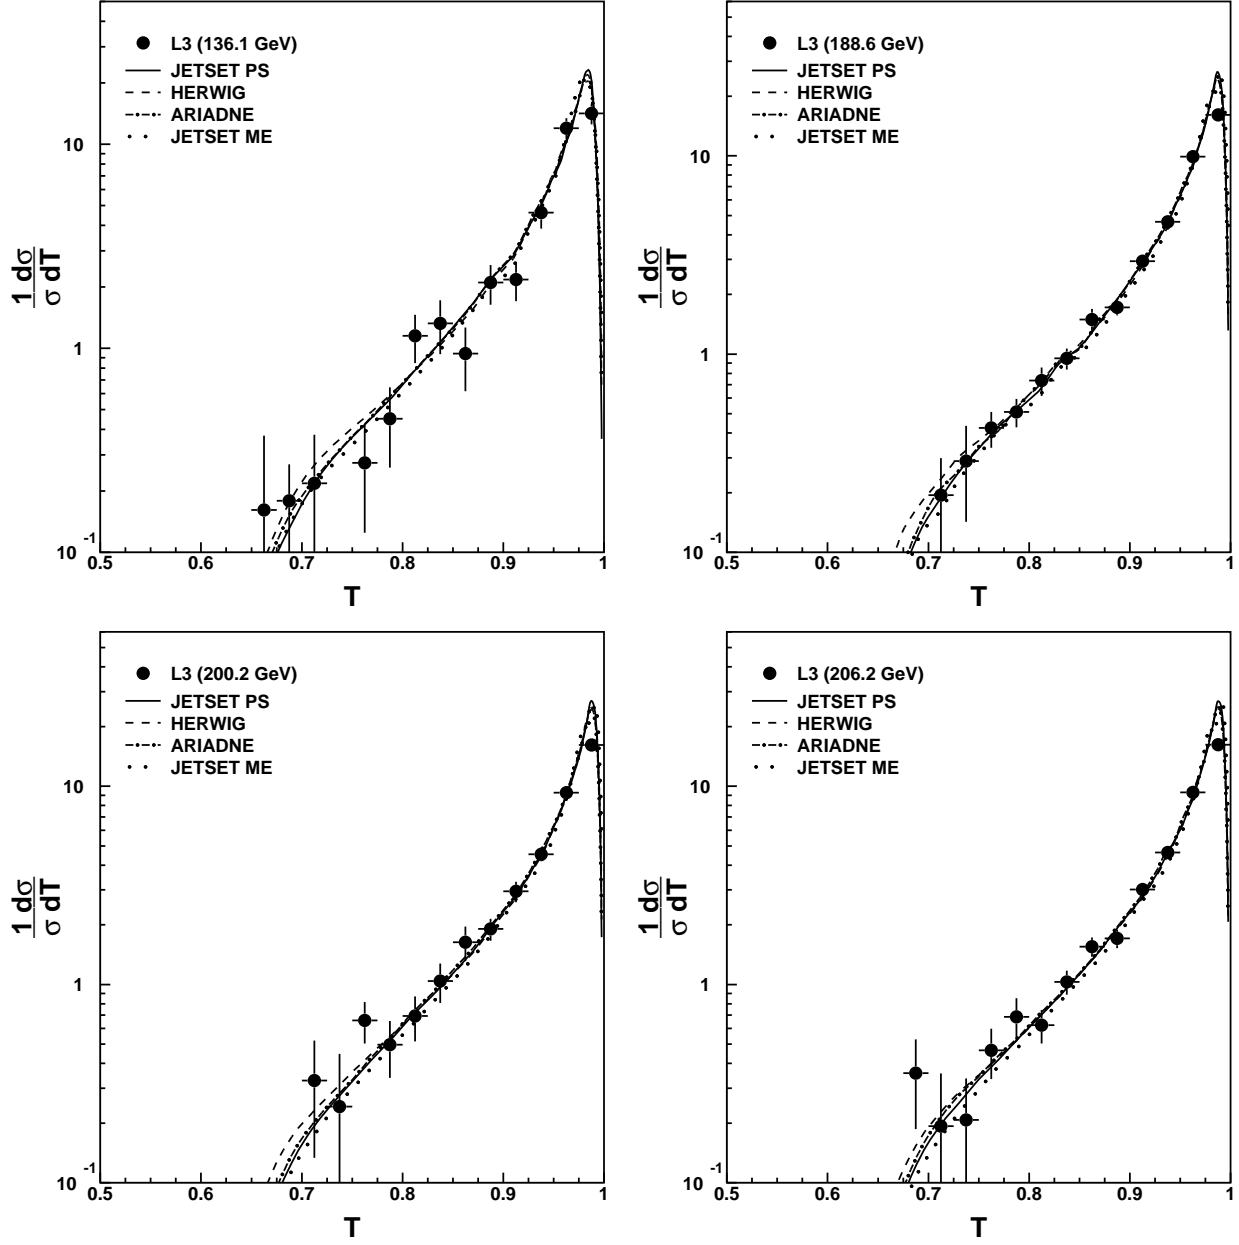 L3 (136.1 GeV)
JETSET PS
HERWIG
ARIADNE
JETSET ME
10
1
10 -1
1 dσ
σ dT
0.5 0.6 0.7 0.8 0.9 1
T
L3 (188.6 GeV)
JETSET PS
HERWIG
ARIADNE
JETSET ME
10
1
10 -1
1 dσ
σ dT
0.5 0.6 0.7 0.8 0.9 1
T
L3 (200.2 GeV)
JETSET PS
HERWIG
ARIADNE
JETSET ME
10
1
10 -1
1 dσ
σ dT
0.5 0.6 0.7 0.8 0.9 1
T
L3 (206.2 GeV)
JETSET PS
HERWIG
ARIADNE
JETSET ME
10
1
10 -1
1 dσ
σ dT
0.5 0.6 0.7 0.8 0.9 1
T